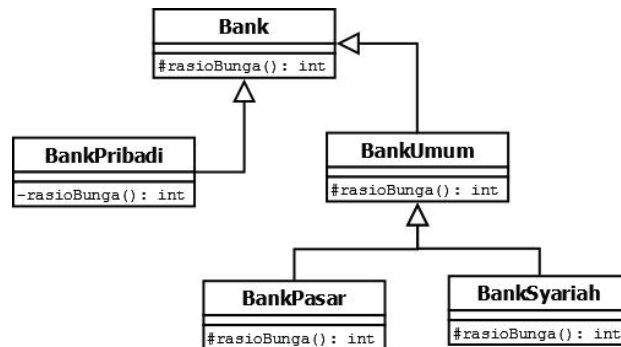 Bank
#rasioBunga(): int
BankPribadi
-rasioBunga(): int
BankUmum
#rasioBunga(): int
BankPasar
#rasioBunga(): int
BankSyariah
#rasioBunga(): int